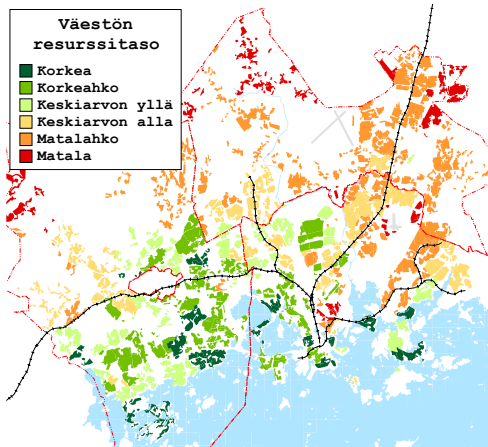 Väestön
resurssitaso
Korkea
Korkeahko
Keskiarvon yllä
Keskiarvon alla
Matalahko
Matala